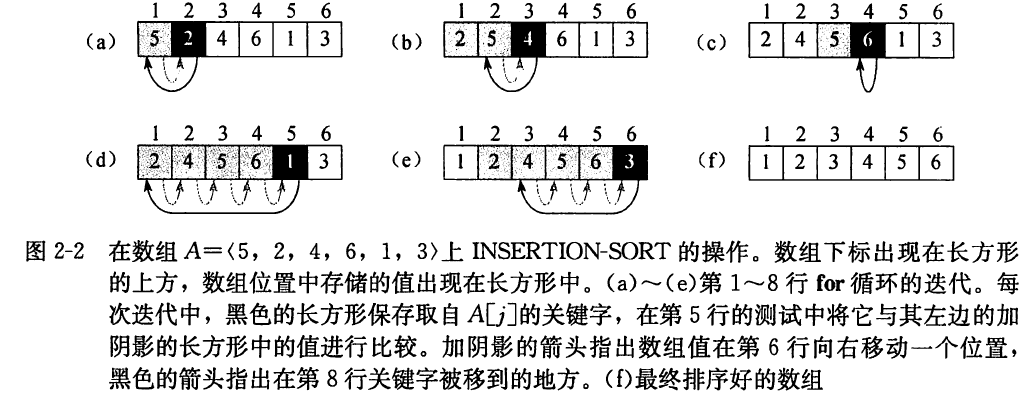 1 2 3 4 5 6
(a) 5 2 4 6 1 3
1 2 3 4 5 6
(b) 2 5 4 6 1 3
1 2 3 4 5 6
(c) 2 4 5 6 1 3
1 2 3 4 5 6
(d) 2 4 5 6 1 3
1 2 3 4 5 6
(e) 1 2 4 5 6 3
1 2 3 4 5 6
(f) 1 2 3 4 5 6
图 2-2 在数组 A=〈5，2，4，6，1，3〉上 INSERTION-SORT 的操作。数组下标出现在长方形
的上方，数组位置中存储的值出现在长方形中。(a)～(e)第 1～8 行 for 循环的迭代。每
次迭代中，黑色的长方形保存取自 A[j]的关键字，在第 5 行的测试中将它与其左边的加
阴影的长方形中的值进行比较。加阴影的箭头指出数组值在第 6 行向右移动一个位置，
黑色的箭头指出在第 8 行关键字被移到的地方。(f)最终排序好的数组